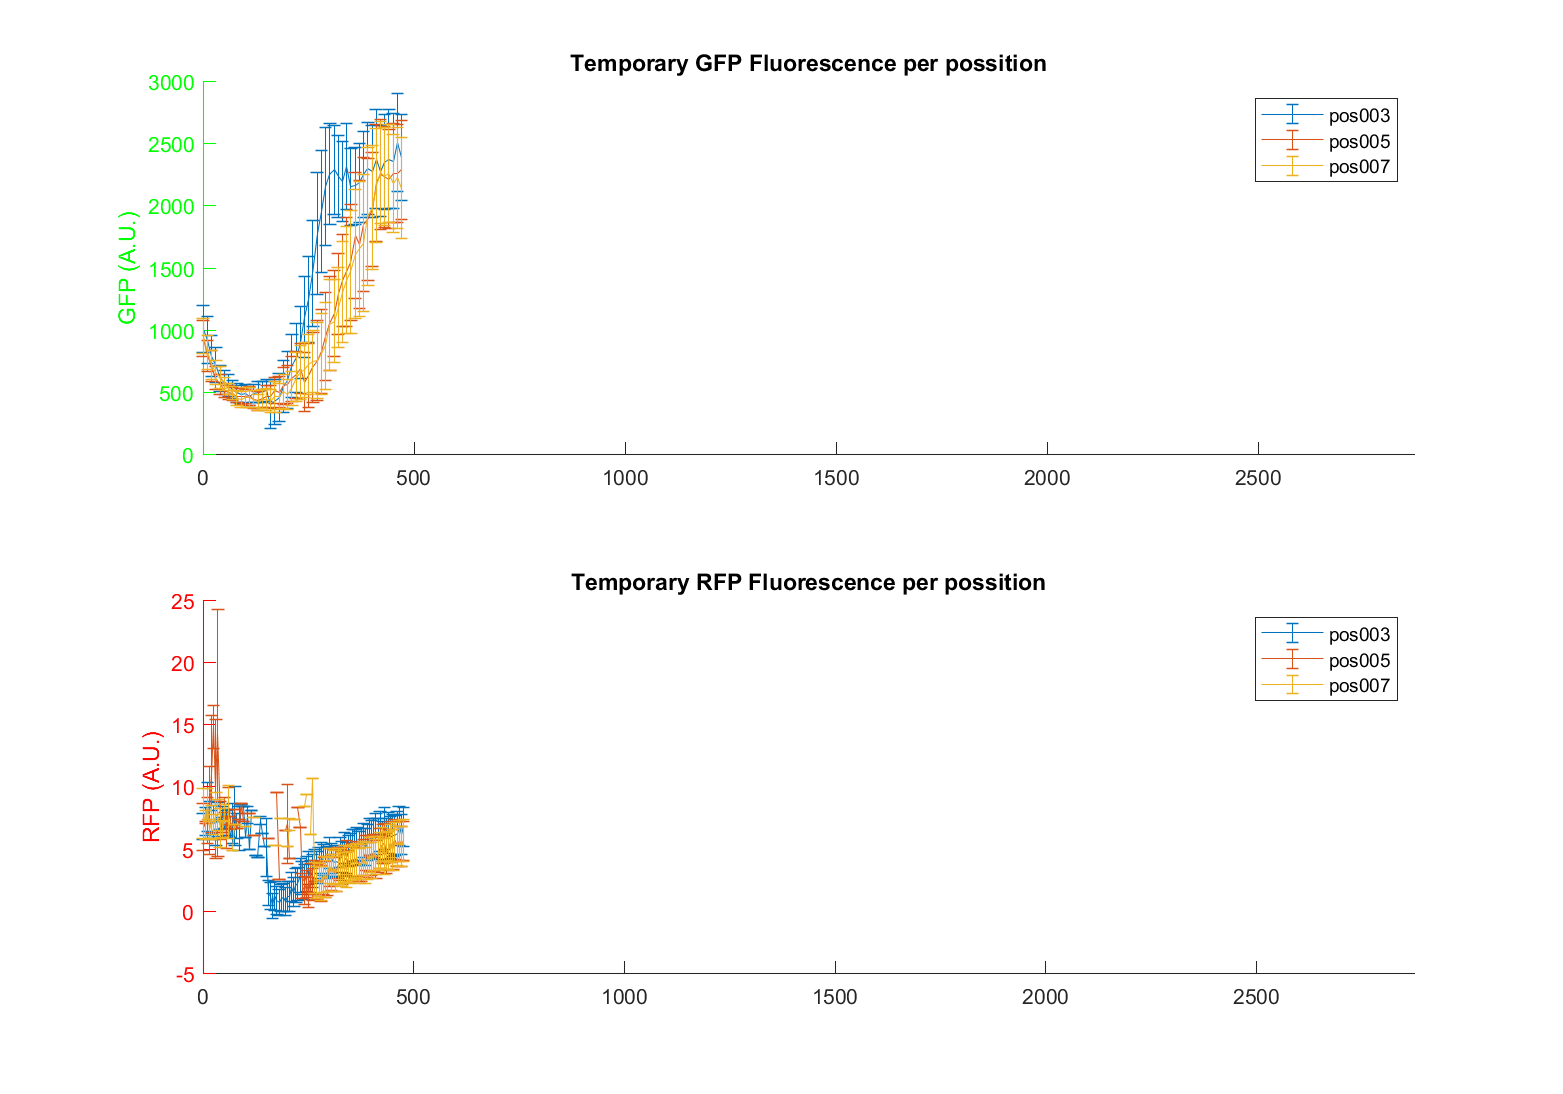 Temporary GFP Fluorescence per possition
3000
2500
2000
1500
1000
500
0
GFP (A.U.)
0 500 1000 1500 2000 2500
pos003
pos005
pos007
Temporary RFP Fluorescence per possition
25
20
15
10
5
0
-5
RFP (A.U.)
0 500 1000 1500 2000 2500
pos003
pos005
pos007